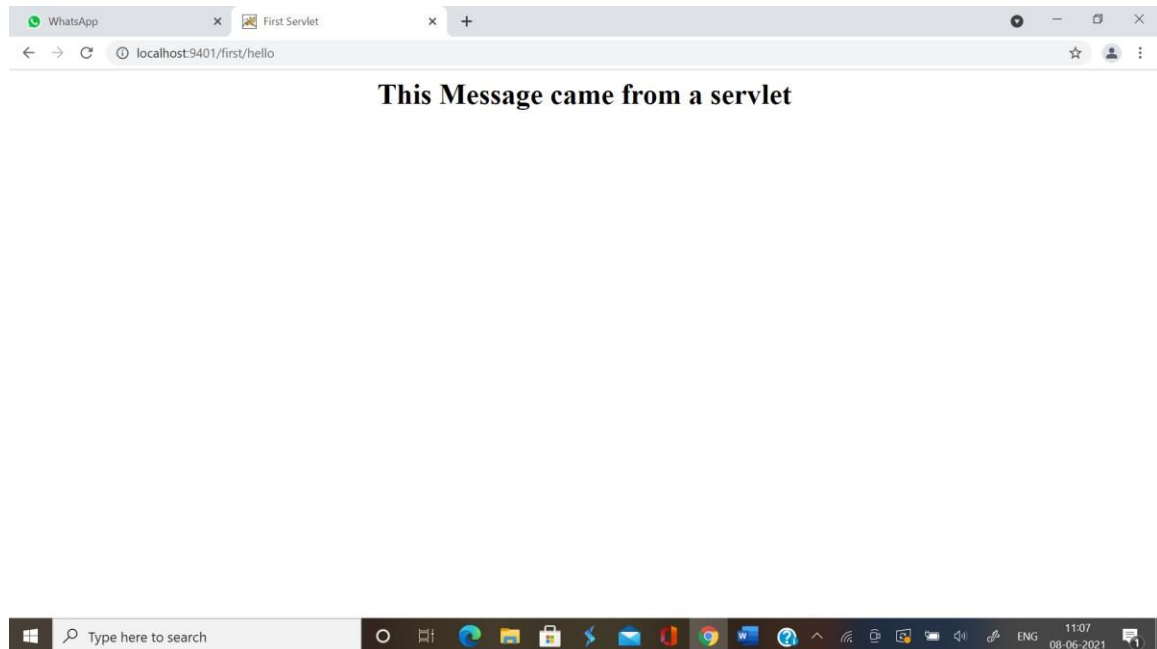 WhatsApp
First Servlet
localhost:9401/first/hello
This Message came from a servlet
Type here to search
ENG
11:07
08-06-2021
1